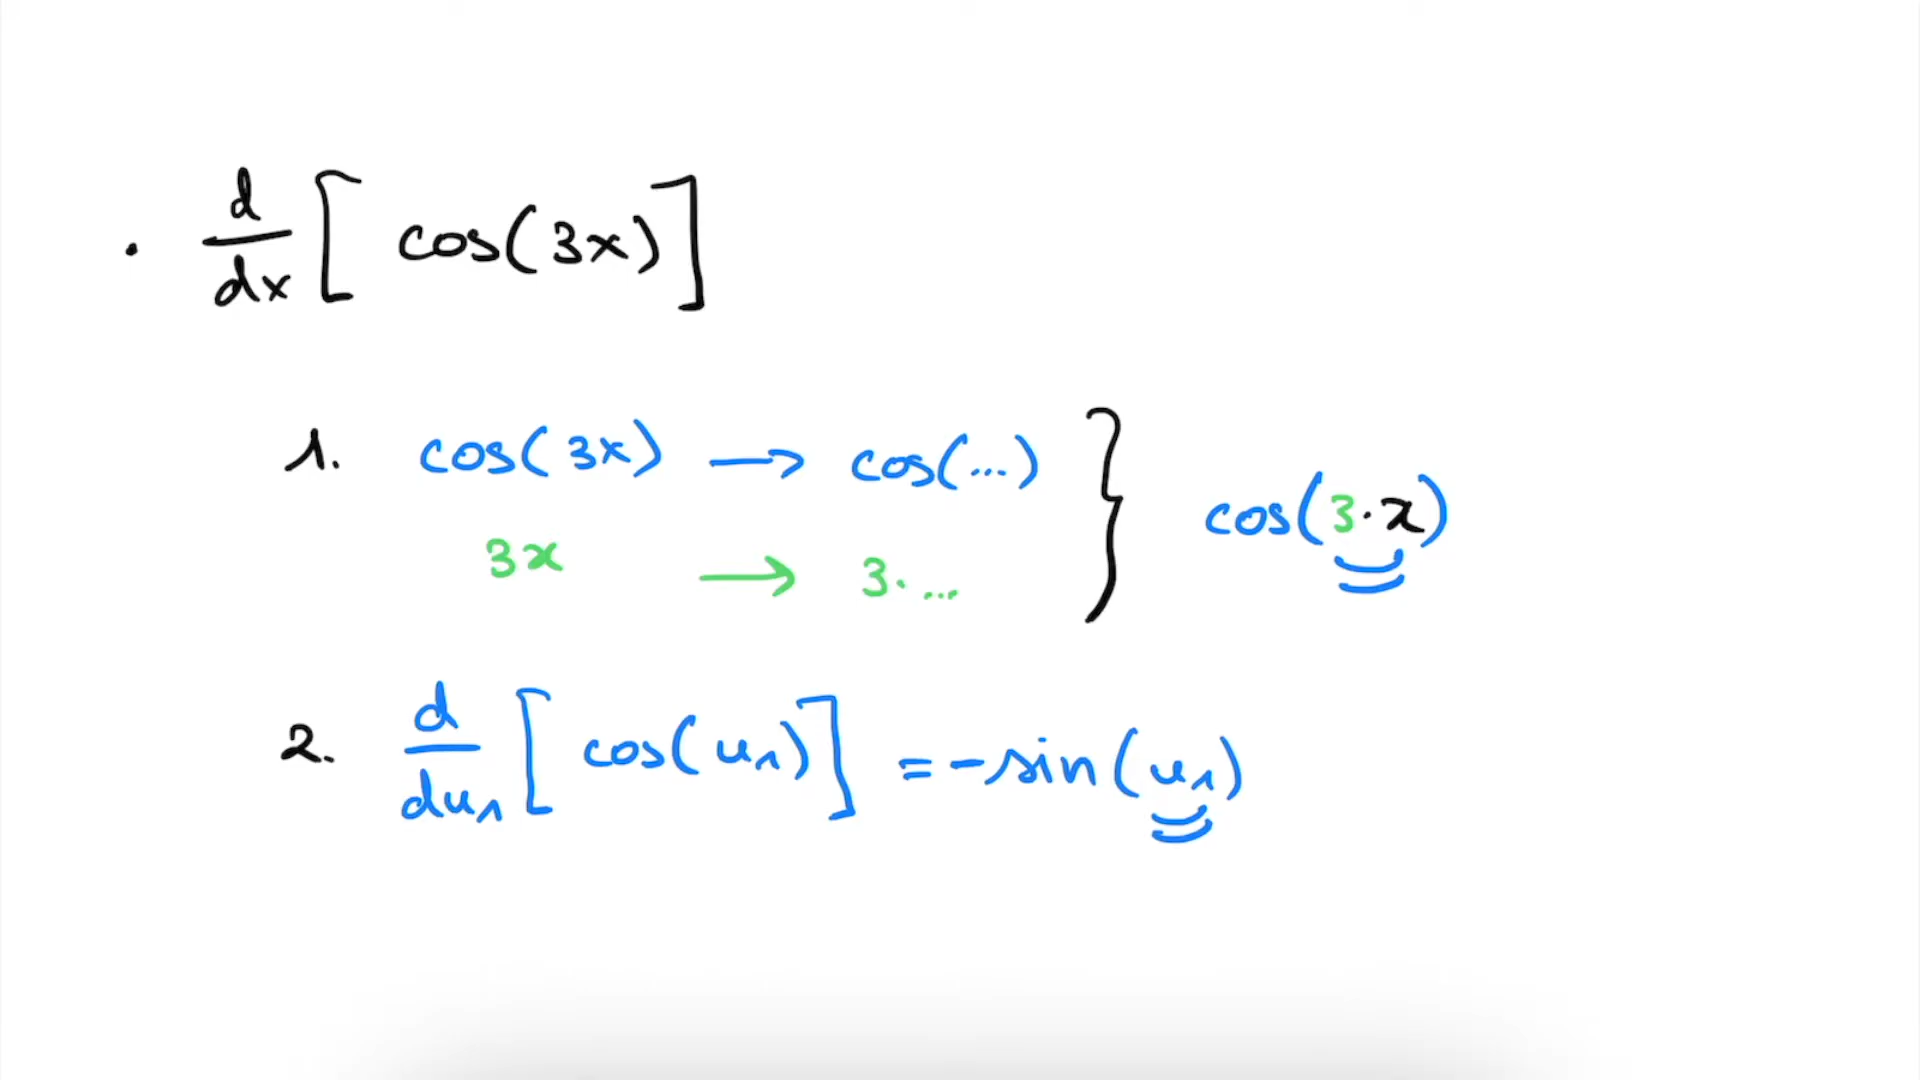 · d/dx [ cos(3x) ]
1. cos(3x) → cos(...)
3x → 3·...
} cos(3·x)
2. d/du₁ [ cos(u₁) ] = -sin(u₁)